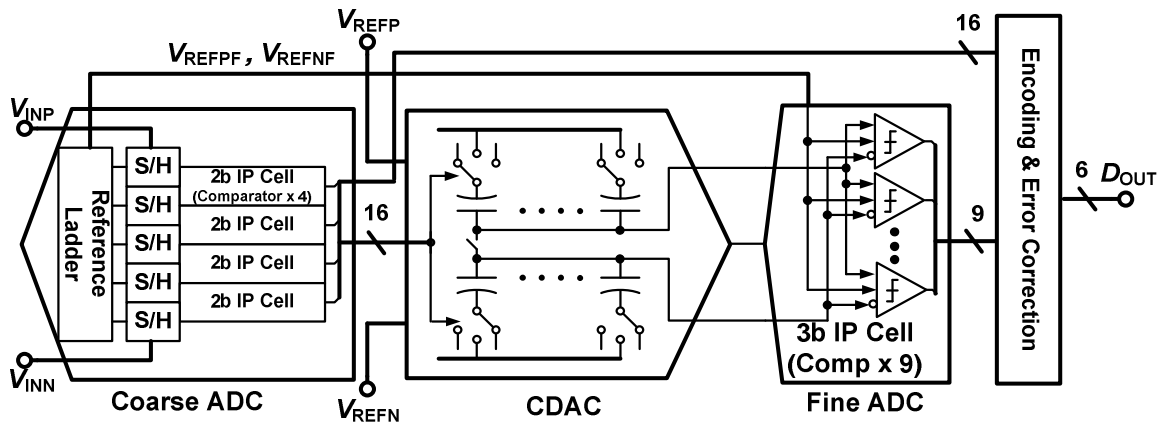 VREFP
VREFPF , VREFNF
16
VINP
S/H
2b IP Cell
(Comparator x 4)
S/H
2b IP Cell
S/H
2b IP Cell
S/H
2b IP Cell
S/H
Reference
Ladder
16
VINN
Coarse ADC
VREFN
CDAC
3b IP Cell
(Comp x 9)
Fine ADC
9
Encoding & Error Correction
6
DOUT